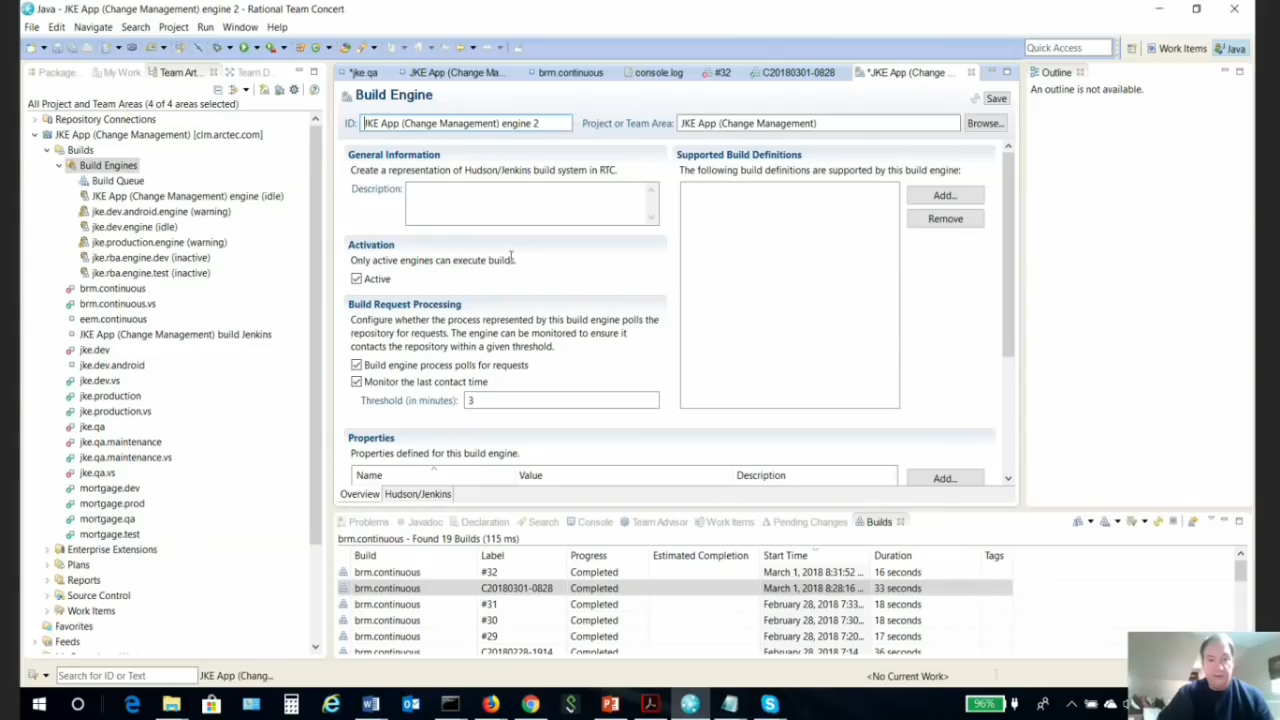 Java - JKE App (Change Management) engine 2 - Rational Team Concert
File Edit Navigate Search Project Run Window Help
Quick Access
Work Items
Java
Package...
My Work
Team Art...
Team D...
*jke.qa
JKE App (Change Ma...
brm.continuous
console.log
#32
C20180301-0828
*JKE App (Change ...
Outline
All Project and Team Areas (4 of 4 areas selected)
Repository Connections
JKE App (Change Management) [clm.arctec.com]
Builds
Build Engines
Build Queue
JKE App (Change Management) engine (idle)
jke.dev.android.engine (warning)
jke.dev.engine (idle)
jke.production.engine (warning)
jke.rba.engine.dev (inactive)
jke.rba.engine.test (inactive)
brm.continuous
brm.continuous.vs
eem.continuous
JKE App (Change Management) build Jenkins
jke.dev
jke.dev.android
jke.dev.vs
jke.production
jke.production.vs
jke.qa
jke.qa.maintenance
jke.qa.maintenance.vs
jke.qa.vs
mortgage.dev
mortgage.prod
mortgage.qa
mortgage.test
Enterprise Extensions
Plans
Reports
Source Control
Work Items
Favorites
Feeds
Build Engine
Save
ID: JKE App (Change Management) engine 2
Project or Team Area: JKE App (Change Management) Browse...
General Information
Create a representation of Hudson/Jenkins build system in RTC.
Description:
Activation
Only active engines can execute builds.
Active
Build Request Processing
Configure whether the process represented by this build engine polls the
repository for requests. The engine can be monitored to ensure it
contacts the repository within a given threshold.
Build engine process polls for requests
Monitor the last contact time
Threshold (in minutes): 3
Supported Build Definitions
The following build definitions are supported by this build engine:
Add...
Remove
Properties
Properties defined for this build engine.
Name Value Description
Add...
Overview Hudson/Jenkins
An outline is not available.
Problems Javadoc Declaration Search Console Team Advisor Work Items Pending Changes Builds
brm.continuous - Found 19 Builds (115 ms)
Build Label Progress Estimated Completion Start Time Duration Tags
brm.continuous #32 Completed March 1, 2018 8:31:52 ... 16 seconds
brm.continuous C20180301-0828 Completed March 1, 2018 8:28:16 ... 33 seconds
brm.continuous #31 Completed February 28, 2018 7:33... 18 seconds
brm.continuous #30 Completed February 28, 2018 7:30... 18 seconds
brm.continuous #29 Completed February 28, 2018 7:20... 17 seconds
brm.continuous C20180228-1914 Completed February 28, 2018 7:14 36 seconds
Search for ID or Text
JKE App (Chang...
<No Current Work>
96%